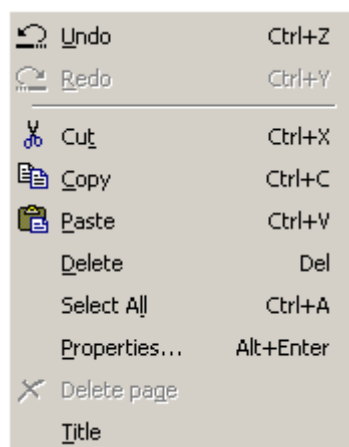 Undo Ctrl+Z
Redo Ctrl+Y
Cut Ctrl+X
Copy Ctrl+C
Paste Ctrl+V
Delete Del
Select All Ctrl+A
Properties... Alt+Enter
Delete page
Title